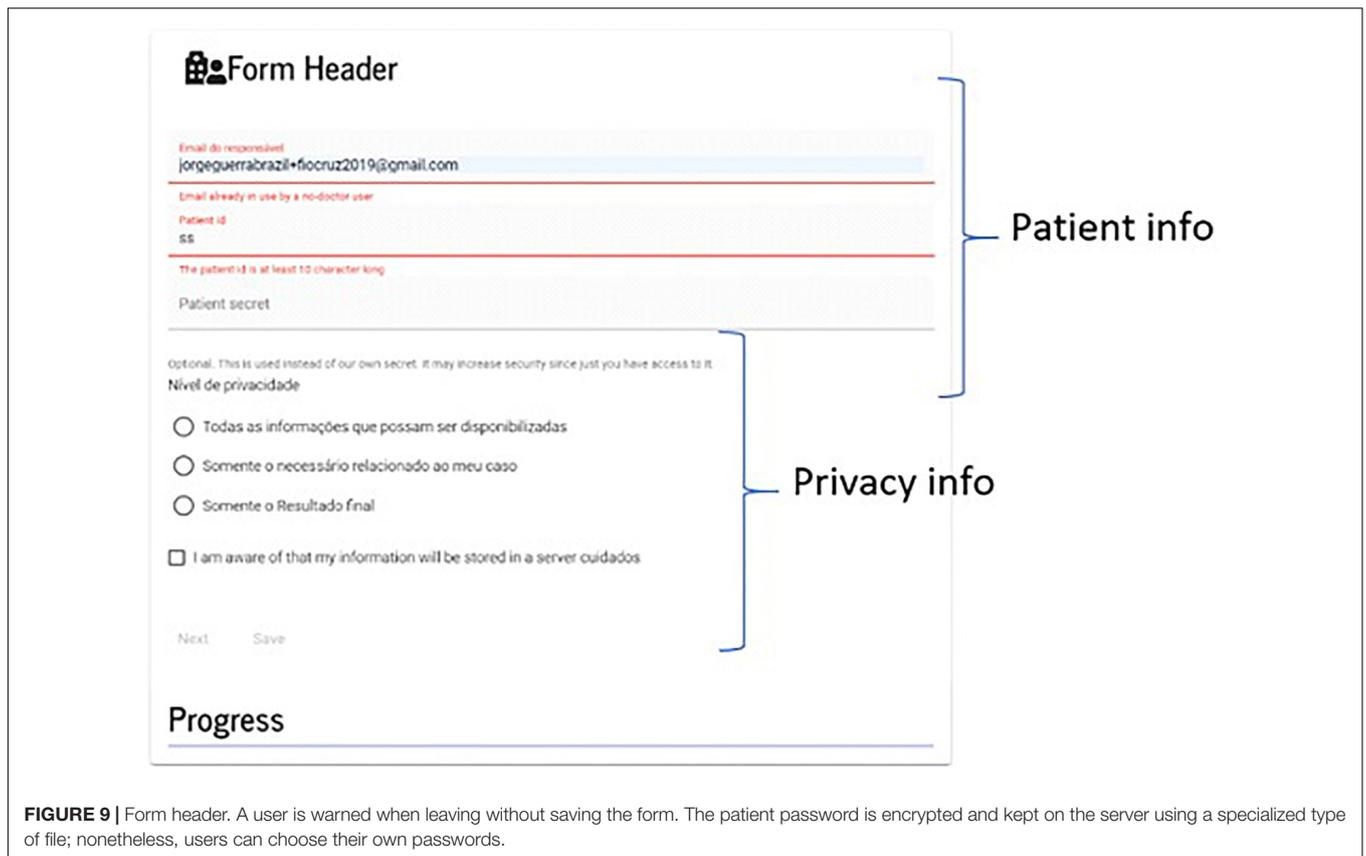 Form Header
Email do responsável
jorgeguerrabrazil+fiocruz2019@gmail.com
Email already in use by a no-doctor user
Patient id
ss
The patient id is at least 10 character long
Patient secret
Patient info
Optional. This is used instead of our own secret. It may increase security since just you have access to it.
Nível de privacidade
Todas as informações que possam ser disponibilizadas
Somente o necessário relacionado ao meu caso
Privacy info
Somente o Resultado final
I am aware of that my information will be stored in a server cuidados
Next Save
Progress
FIGURE 9 | Form header. A user is warned when leaving without saving the form. The patient password is encrypted and kept on the server using a specialized type
of file; nonetheless, users can choose their own passwords.